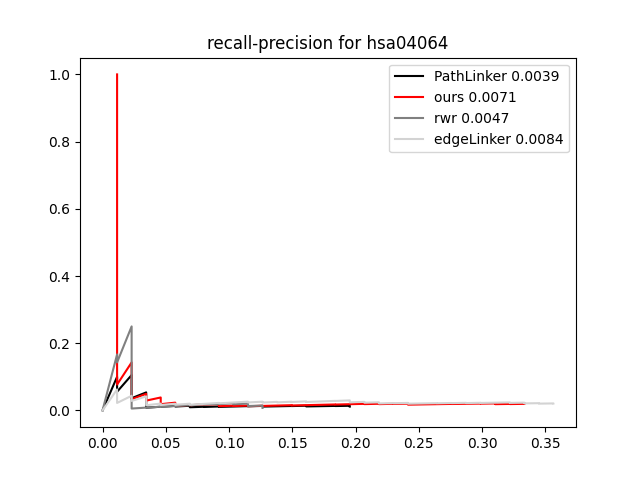 recall-precision for hsa04064
PathLinker 0.0039
ours 0.0071
rwr 0.0047
edgeLinker 0.0084
1.0
0.8
0.6
0.4
0.2
0.0
0.00 0.05 0.10 0.15 0.20 0.25 0.30 0.35